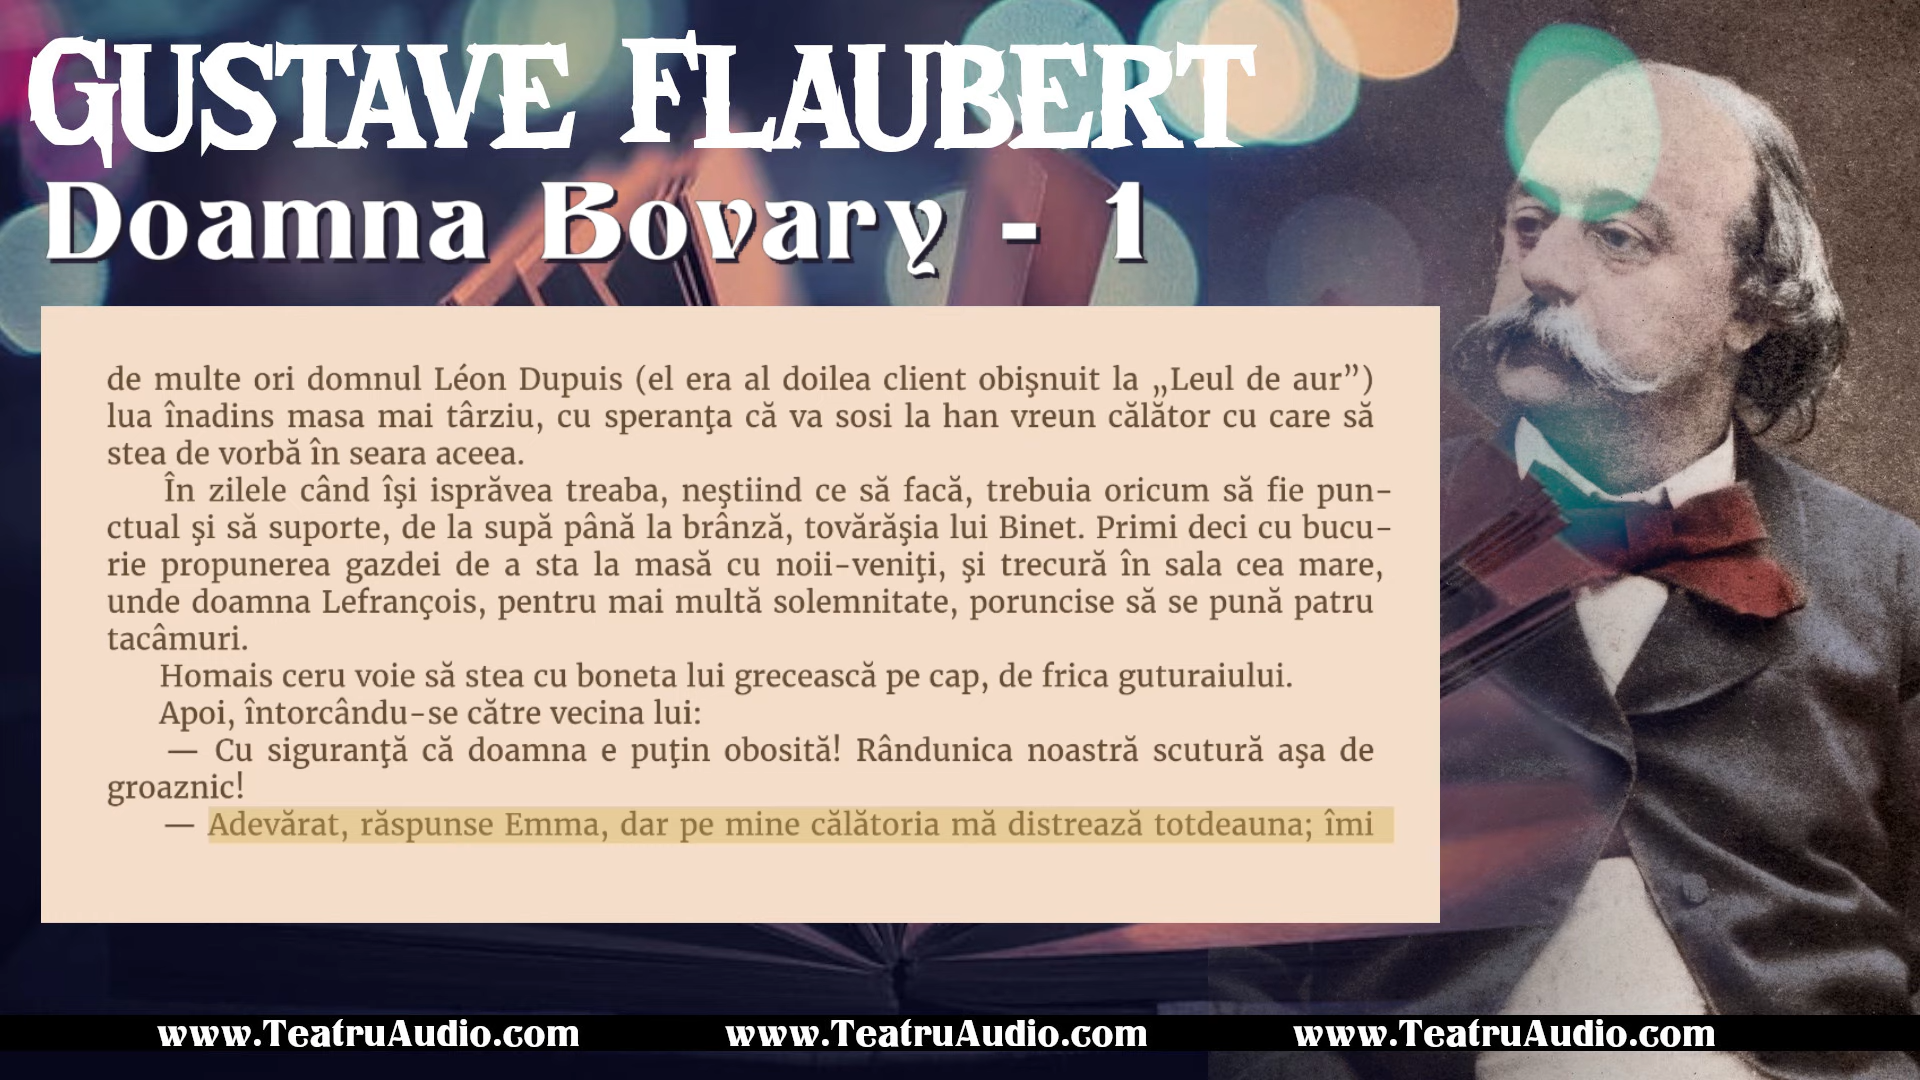 GUSTAVE FLAUBERT
Doamna Bovary - 1
de multe ori domnul Léon Dupuis (el era al doilea client obişnuit la „Leul de aur”)
lua înadins masa mai târziu, cu speranţa că va sosi la han vreun călător cu care să
stea de vorbă în seara aceea.
În zilele când îşi isprăvea treaba, neştiind ce să facă, trebuia oricum să fie pun-
ctual şi să suporte, de la supă până la brânză, tovărăşia lui Binet. Primi deci cu bucu-
rie propunerea gazdei de a sta la masă cu noii-veniţi, şi trecură în sala cea mare,
unde doamna Lefrançois, pentru mai multă solemnitate, poruncise să se pună patru
tacâmuri.
Homais ceru voie să stea cu boneta lui grecească pe cap, de frica guturaiului.
Apoi, întorcându-se către vecina lui:
— Cu siguranţă că doamna e puţin obosită! Rândunica noastră scutură aşa de
groaznic!
— Adevărat, răspunse Emma, dar pe mine călătoria mă distrează totdeauna; îmi
www.TeatruAudio.com www.TeatruAudio.com www.TeatruAudio.com